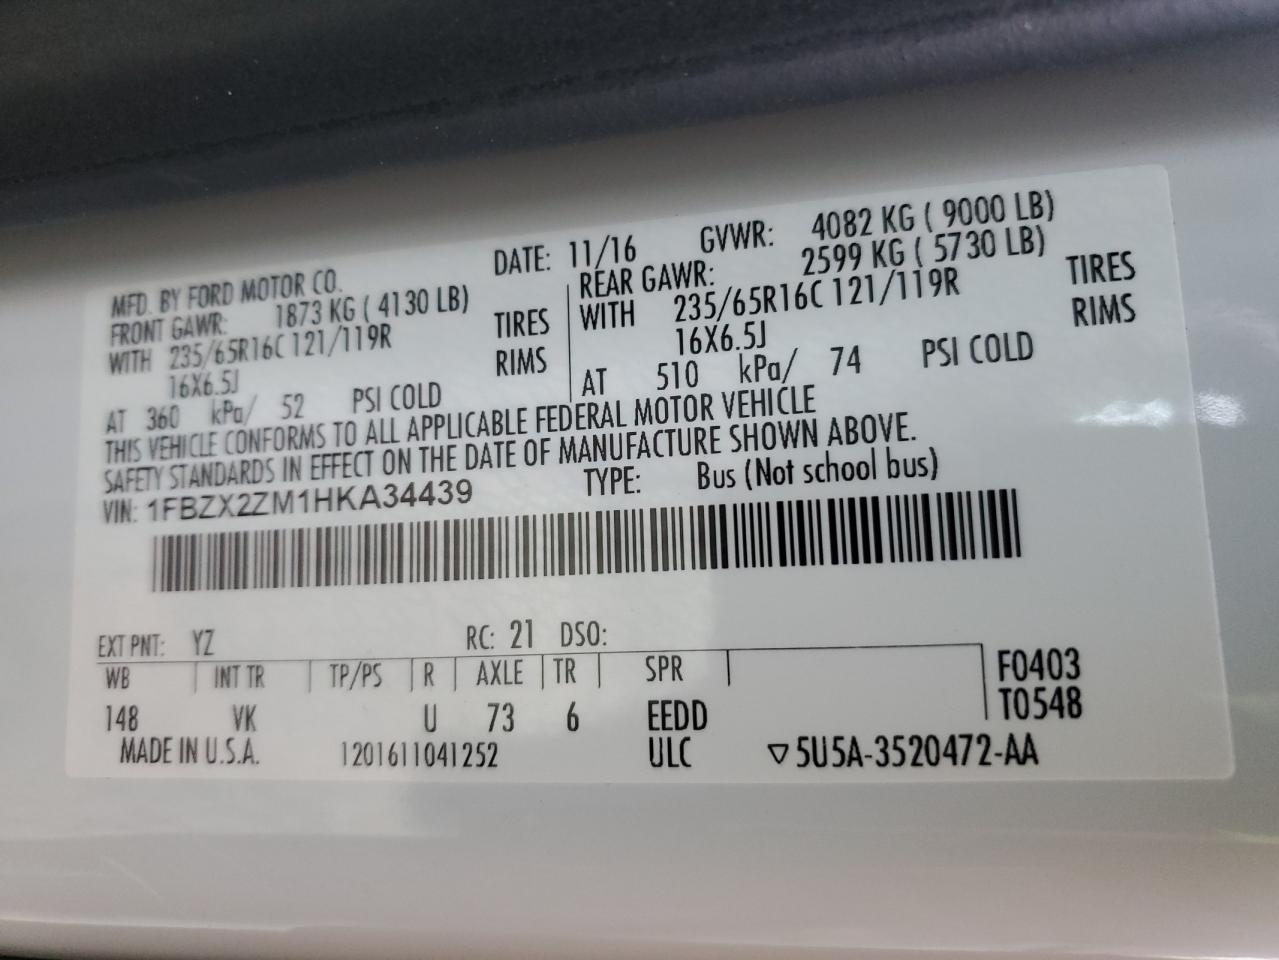 MFD. BY FORD MOTOR CO. DATE: 11/16 GVWR: 4082 KG ( 9000 LB)
FRONT GAWR: 1873 KG ( 4130 LB) REAR GAWR: 2599 KG ( 5730 LB)
WITH 235/65R16C 121/119R TIRES WITH 235/65R16C 121/119R TIRES
16X6.5J RIMS 16X6.5J RIMS
AT 360 kPa/ 52 PSI COLD AT 510 kPa/ 74 PSI COLD
THIS VEHICLE CONFORMS TO ALL APPLICABLE FEDERAL MOTOR VEHICLE
SAFETY STANDARDS IN EFFECT ON THE DATE OF MANUFACTURE SHOWN ABOVE.
VIN: 1FBZX2ZM1HKA34439 TYPE: Bus (Not school bus)
EXT PNT: YZ RC: 21 DSO:
WB INT TR TP/PS R AXLE TR SPR F0403
148 VK U 73 6 EEDD T0548
MADE IN U.S.A. 1201611041252 ULC ▽5U5A-3520472-AA